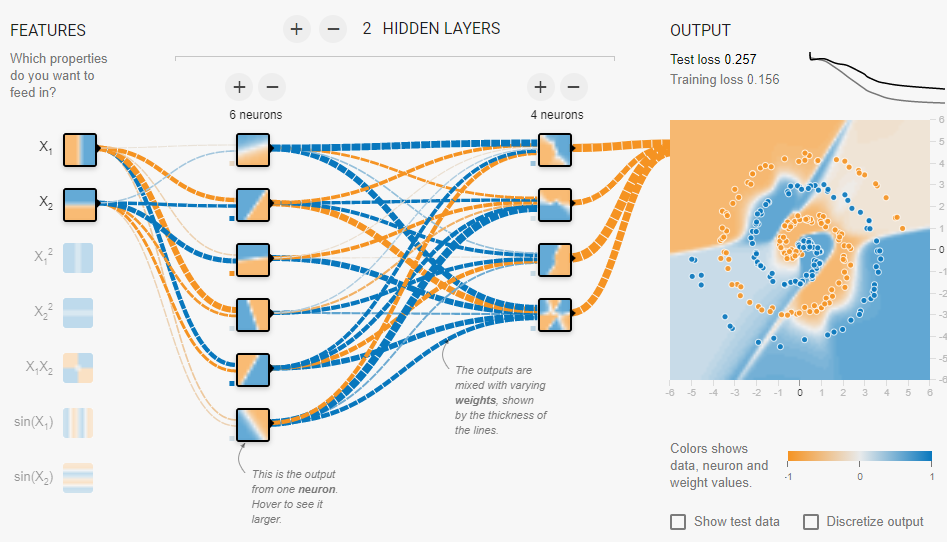 FEATURES
Which properties
do you want to
feed in?
X₁
X₂
X₁²
X₂²
X₁X₂
sin(X₁)
sin(X₂)
+ − 2 HIDDEN LAYERS
+ −
6 neurons
+ −
4 neurons
This is the output
from one neuron.
Hover to see it
larger.
The outputs are
mixed with varying
weights, shown
by the thickness of
the lines.
OUTPUT
Test loss 0.257
Training loss 0.156
6
5
4
3
2
1
0
-1
-2
-3
-4
-5
-6
-6 -5 -4 -3 -2 -1 0 1 2 3 4 5 6
Colors shows
data, neuron and
weight values.
-1 0 1
Show test data
Discretize output